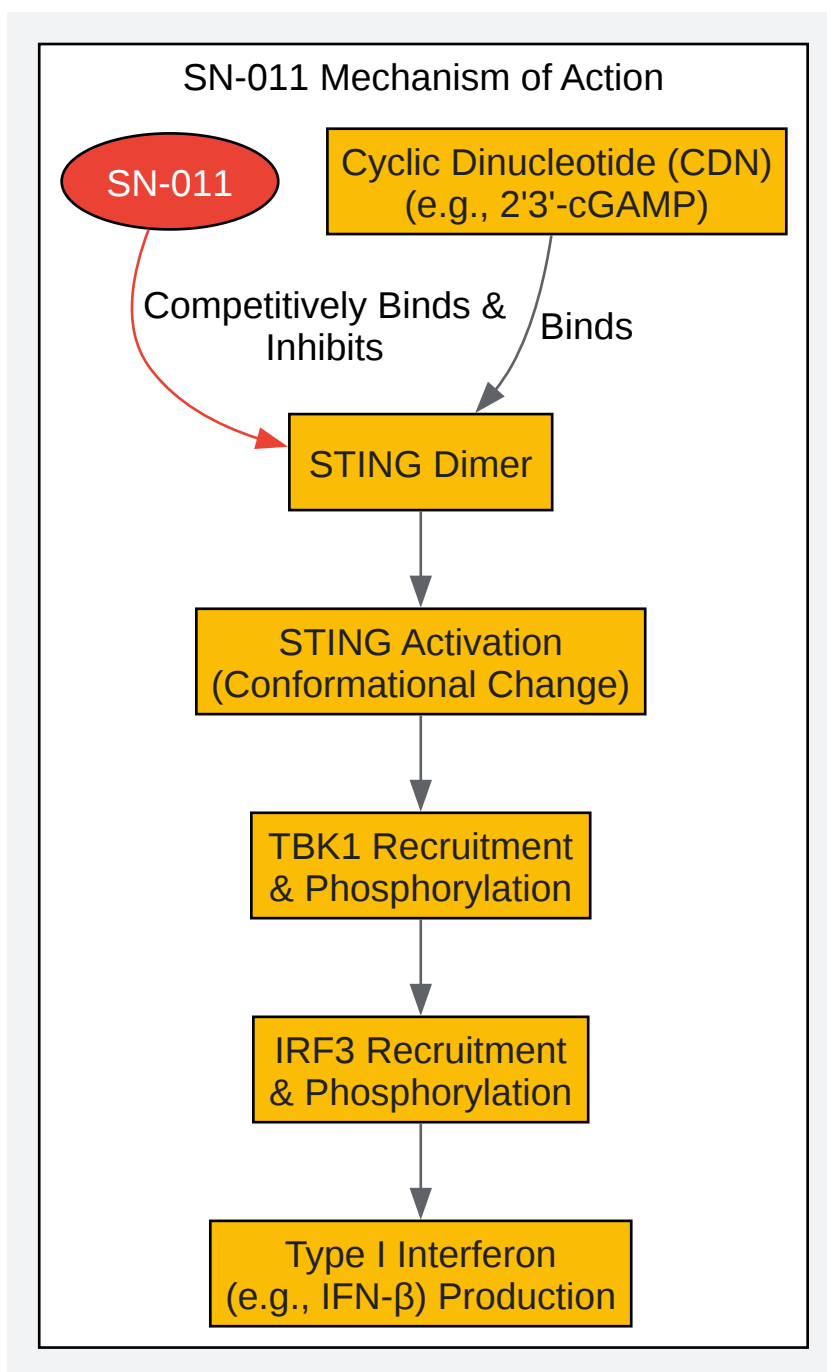 SN-011 Mechanism of Action
SN-011
Cyclic Dinucleotide (CDN)
(e.g., 2'3'-cGAMP)
Competitively Binds &
Inhibits
Binds
STING Dimer
STING Activation
(Conformational Change)
TBK1 Recruitment
& Phosphorylation
IRF3 Recruitment
& Phosphorylation
Type I Interferon
(e.g., IFN-β) Production